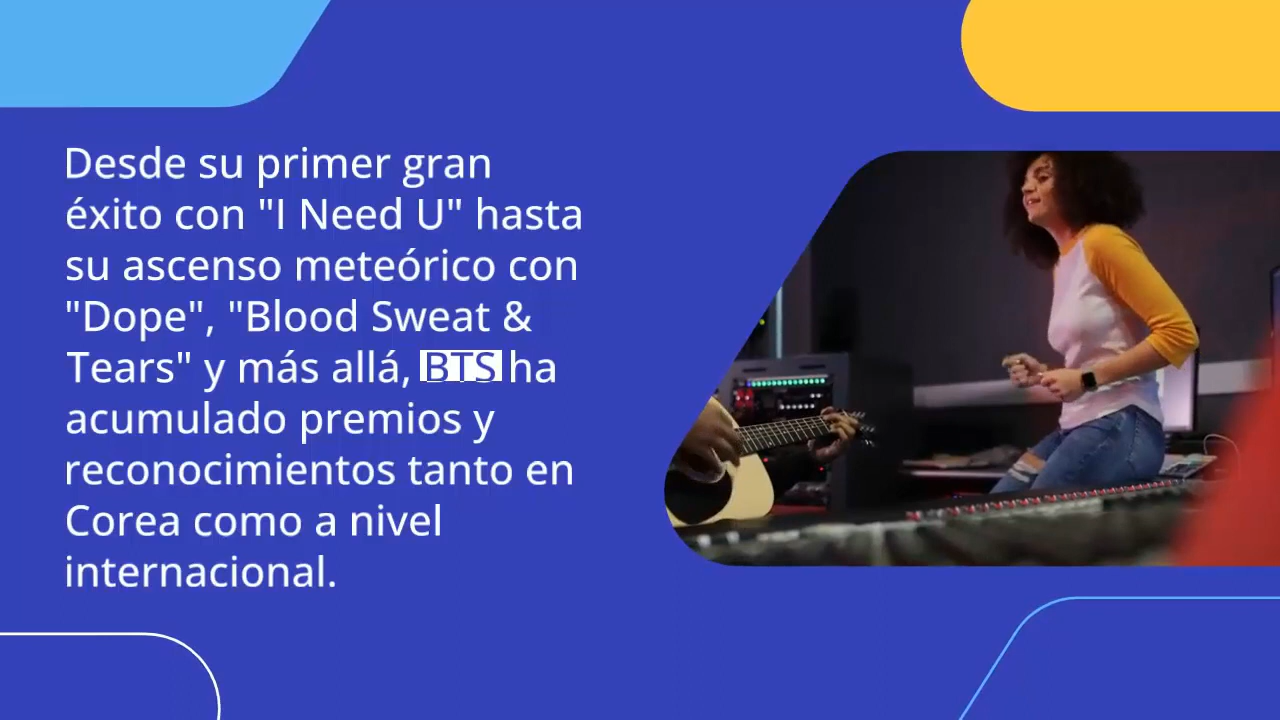 Desde su primer gran
éxito con "I Need U" hasta
su ascenso meteórico con
"Dope", "Blood Sweat &
Tears" y más allá, BTS ha
acumulado premios y
reconocimientos tanto en
Corea como a nivel
internacional.